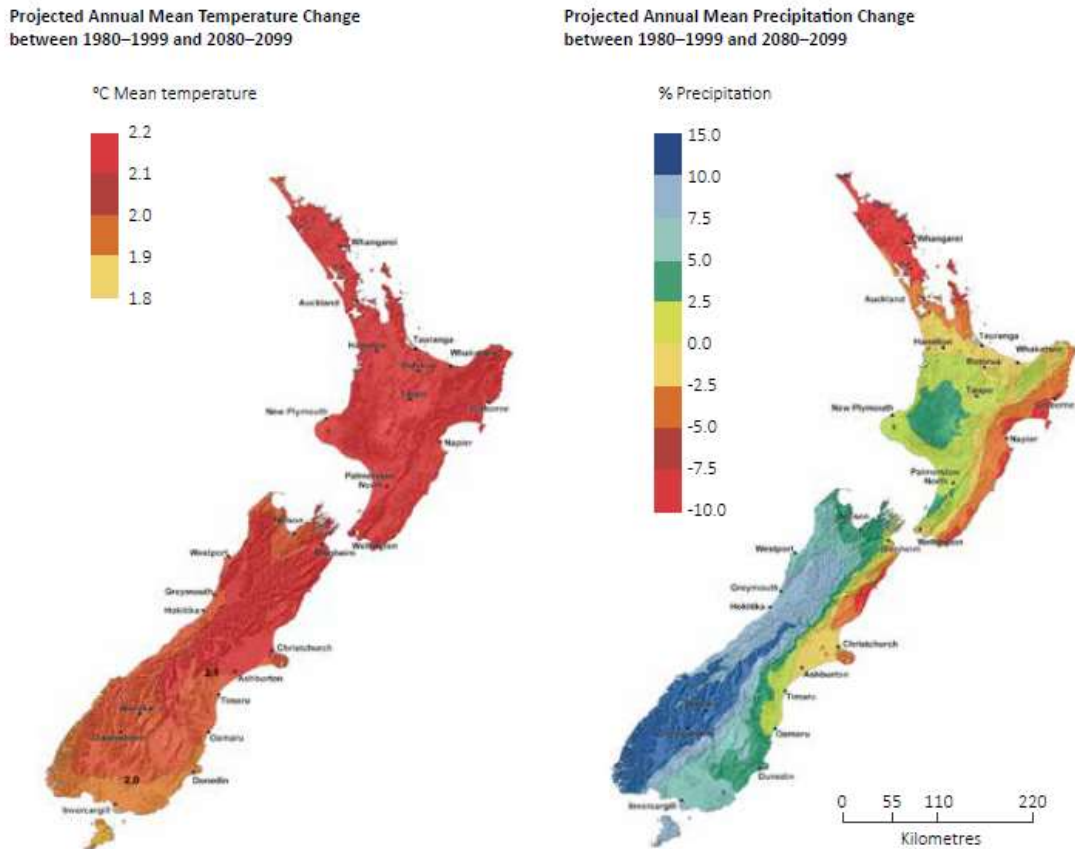 Projected Annual Mean Temperature Change
between 1980–1999 and 2080–2099
ºC Mean temperature
2.2
2.1
2.0
1.9
1.8
Whangarei
Auckland
Hamilton
Tauranga
Whakatane
Rotorua
Taupo
New Plymouth
Gisborne
Napier
Palmerston
North
Nelson
Wellington
Blenheim
Westport
Greymouth
Hokitika
Christchurch
2.1
Ashburton
Timaru
Wanaka
Queenstown
Oamaru
2.0
Dunedin
Invercargill
Projected Annual Mean Precipitation Change
between 1980–1999 and 2080–2099
% Precipitation
15.0
10.0
7.5
5.0
2.5
0.0
-2.5
-5.0
-7.5
-10.0
Whangarei
Auckland
Hamilton
Tauranga
Whakatane
Rotorua
Taupo
New Plymouth
Gisborne
Napier
Palmerston
North
Nelson
Wellington
Blenheim
Westport
Greymouth
Hokitika
Christchurch
Ashburton
Timaru
Oamaru
Dunedin
Invercargill
0
55
110
220
Kilometres